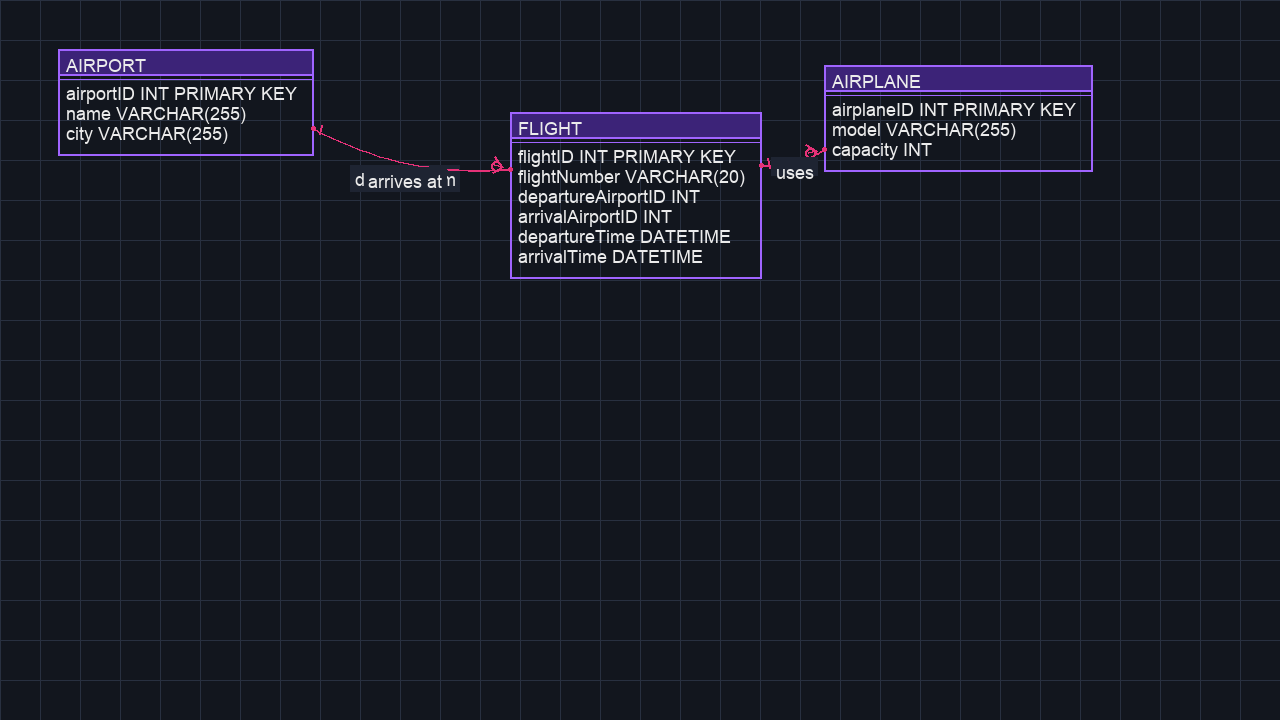 AIRPORT
airportID INT PRIMARY KEY
name VARCHAR(255)
city VARCHAR(255)
arrives at
FLIGHT
flightID INT PRIMARY KEY
flightNumber VARCHAR(20)
departureAirportID INT
arrivalAirportID INT
departureTime DATETIME
arrivalTime DATETIME
uses
AIRPLANE
airplaneID INT PRIMARY KEY
model VARCHAR(255)
capacity INT